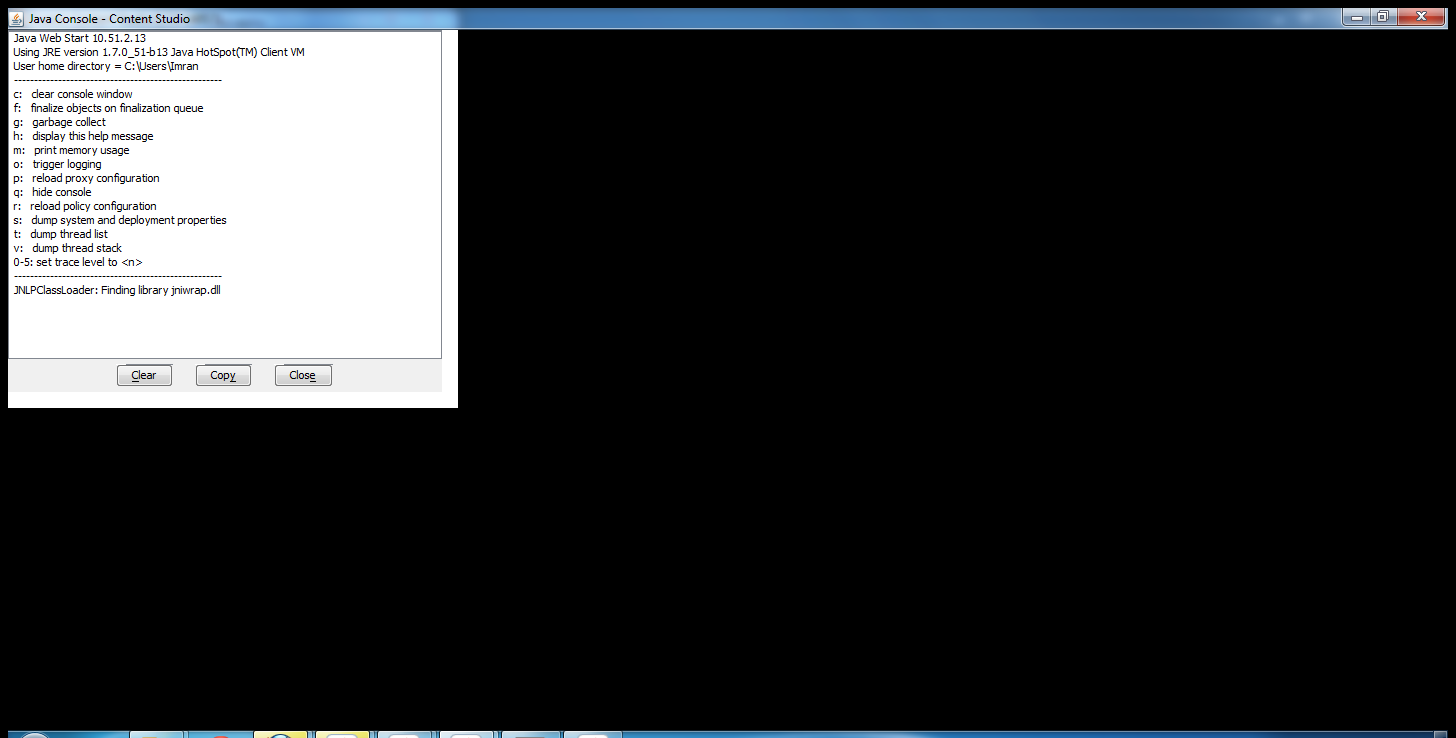 Java Console - Content Studio
Java Web Start 10.51.2.13
Using JRE version 1.7.0_51-b13 Java HotSpot(TM) Client VM
User home directory = C:\Users\Imran
----------------------------------------------------
c:   clear console window
f:   finalize objects on finalization queue
g:   garbage collect
h:   display this help message
m:   print memory usage
o:   trigger logging
p:   reload proxy configuration
q:   hide console
r:   reload policy configuration
s:   dump system and deployment properties
t:   dump thread list
v:   dump thread stack
0-5: set trace level to <n>
----------------------------------------------------
JNLPClassLoader: Finding library jniwrap.dll
Clear Copy Close